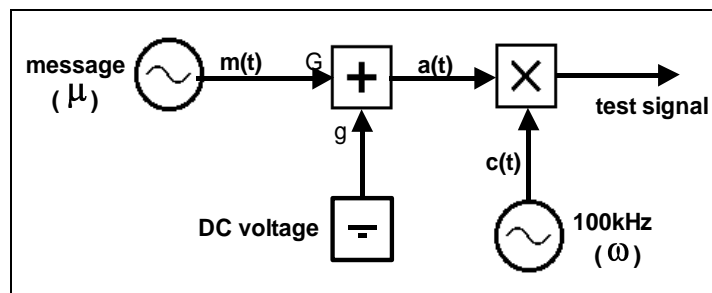 message
( μ )
m(t)
G
+
a(t)
×
test signal
g
c(t)
DC voltage
100kHz
( ω )